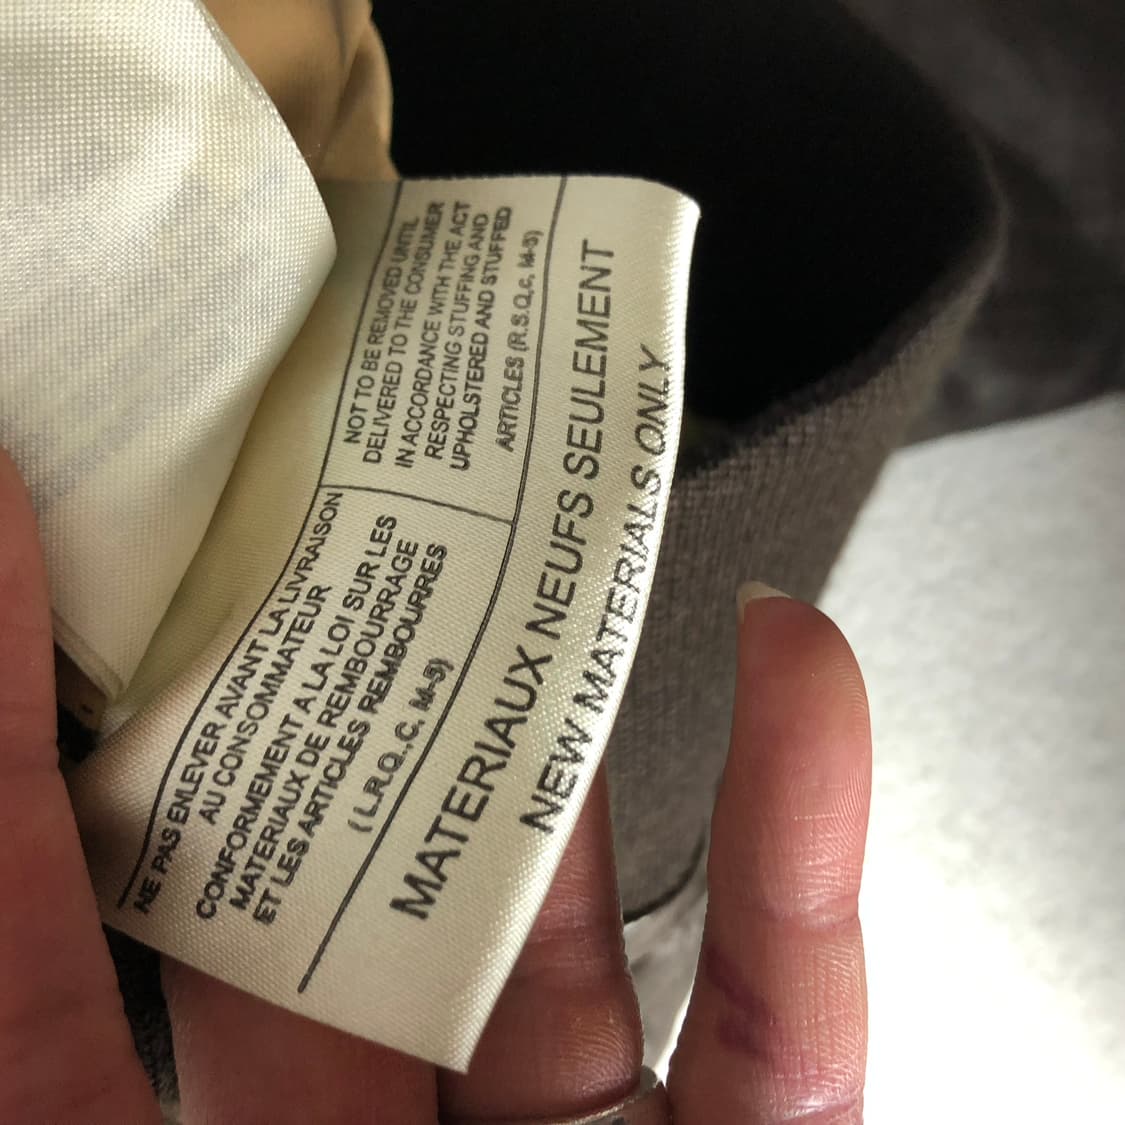 NE PAS ENLEVER AVANT LA LIVRAISON
AU CONSOMMATEUR
CONFORMEMENT A LA LOI SUR LES
MATERIAUX DE REMBOURRAGE
ET LES ARTICLES REMBOURRES
( L.R.Q.,C, M-5)
NOT TO BE REMOVED UNTIL
DELIVERED TO THE CONSUMER
IN ACCORDANCE WITH THE ACT
RESPECTING STUFFING AND
UPHOLSTERED AND STUFFED
ARTICLES (R.S.Q.c, M-5)
MATERIAUX NEUFS SEULEMENT
NEW MATERIALS ONLY